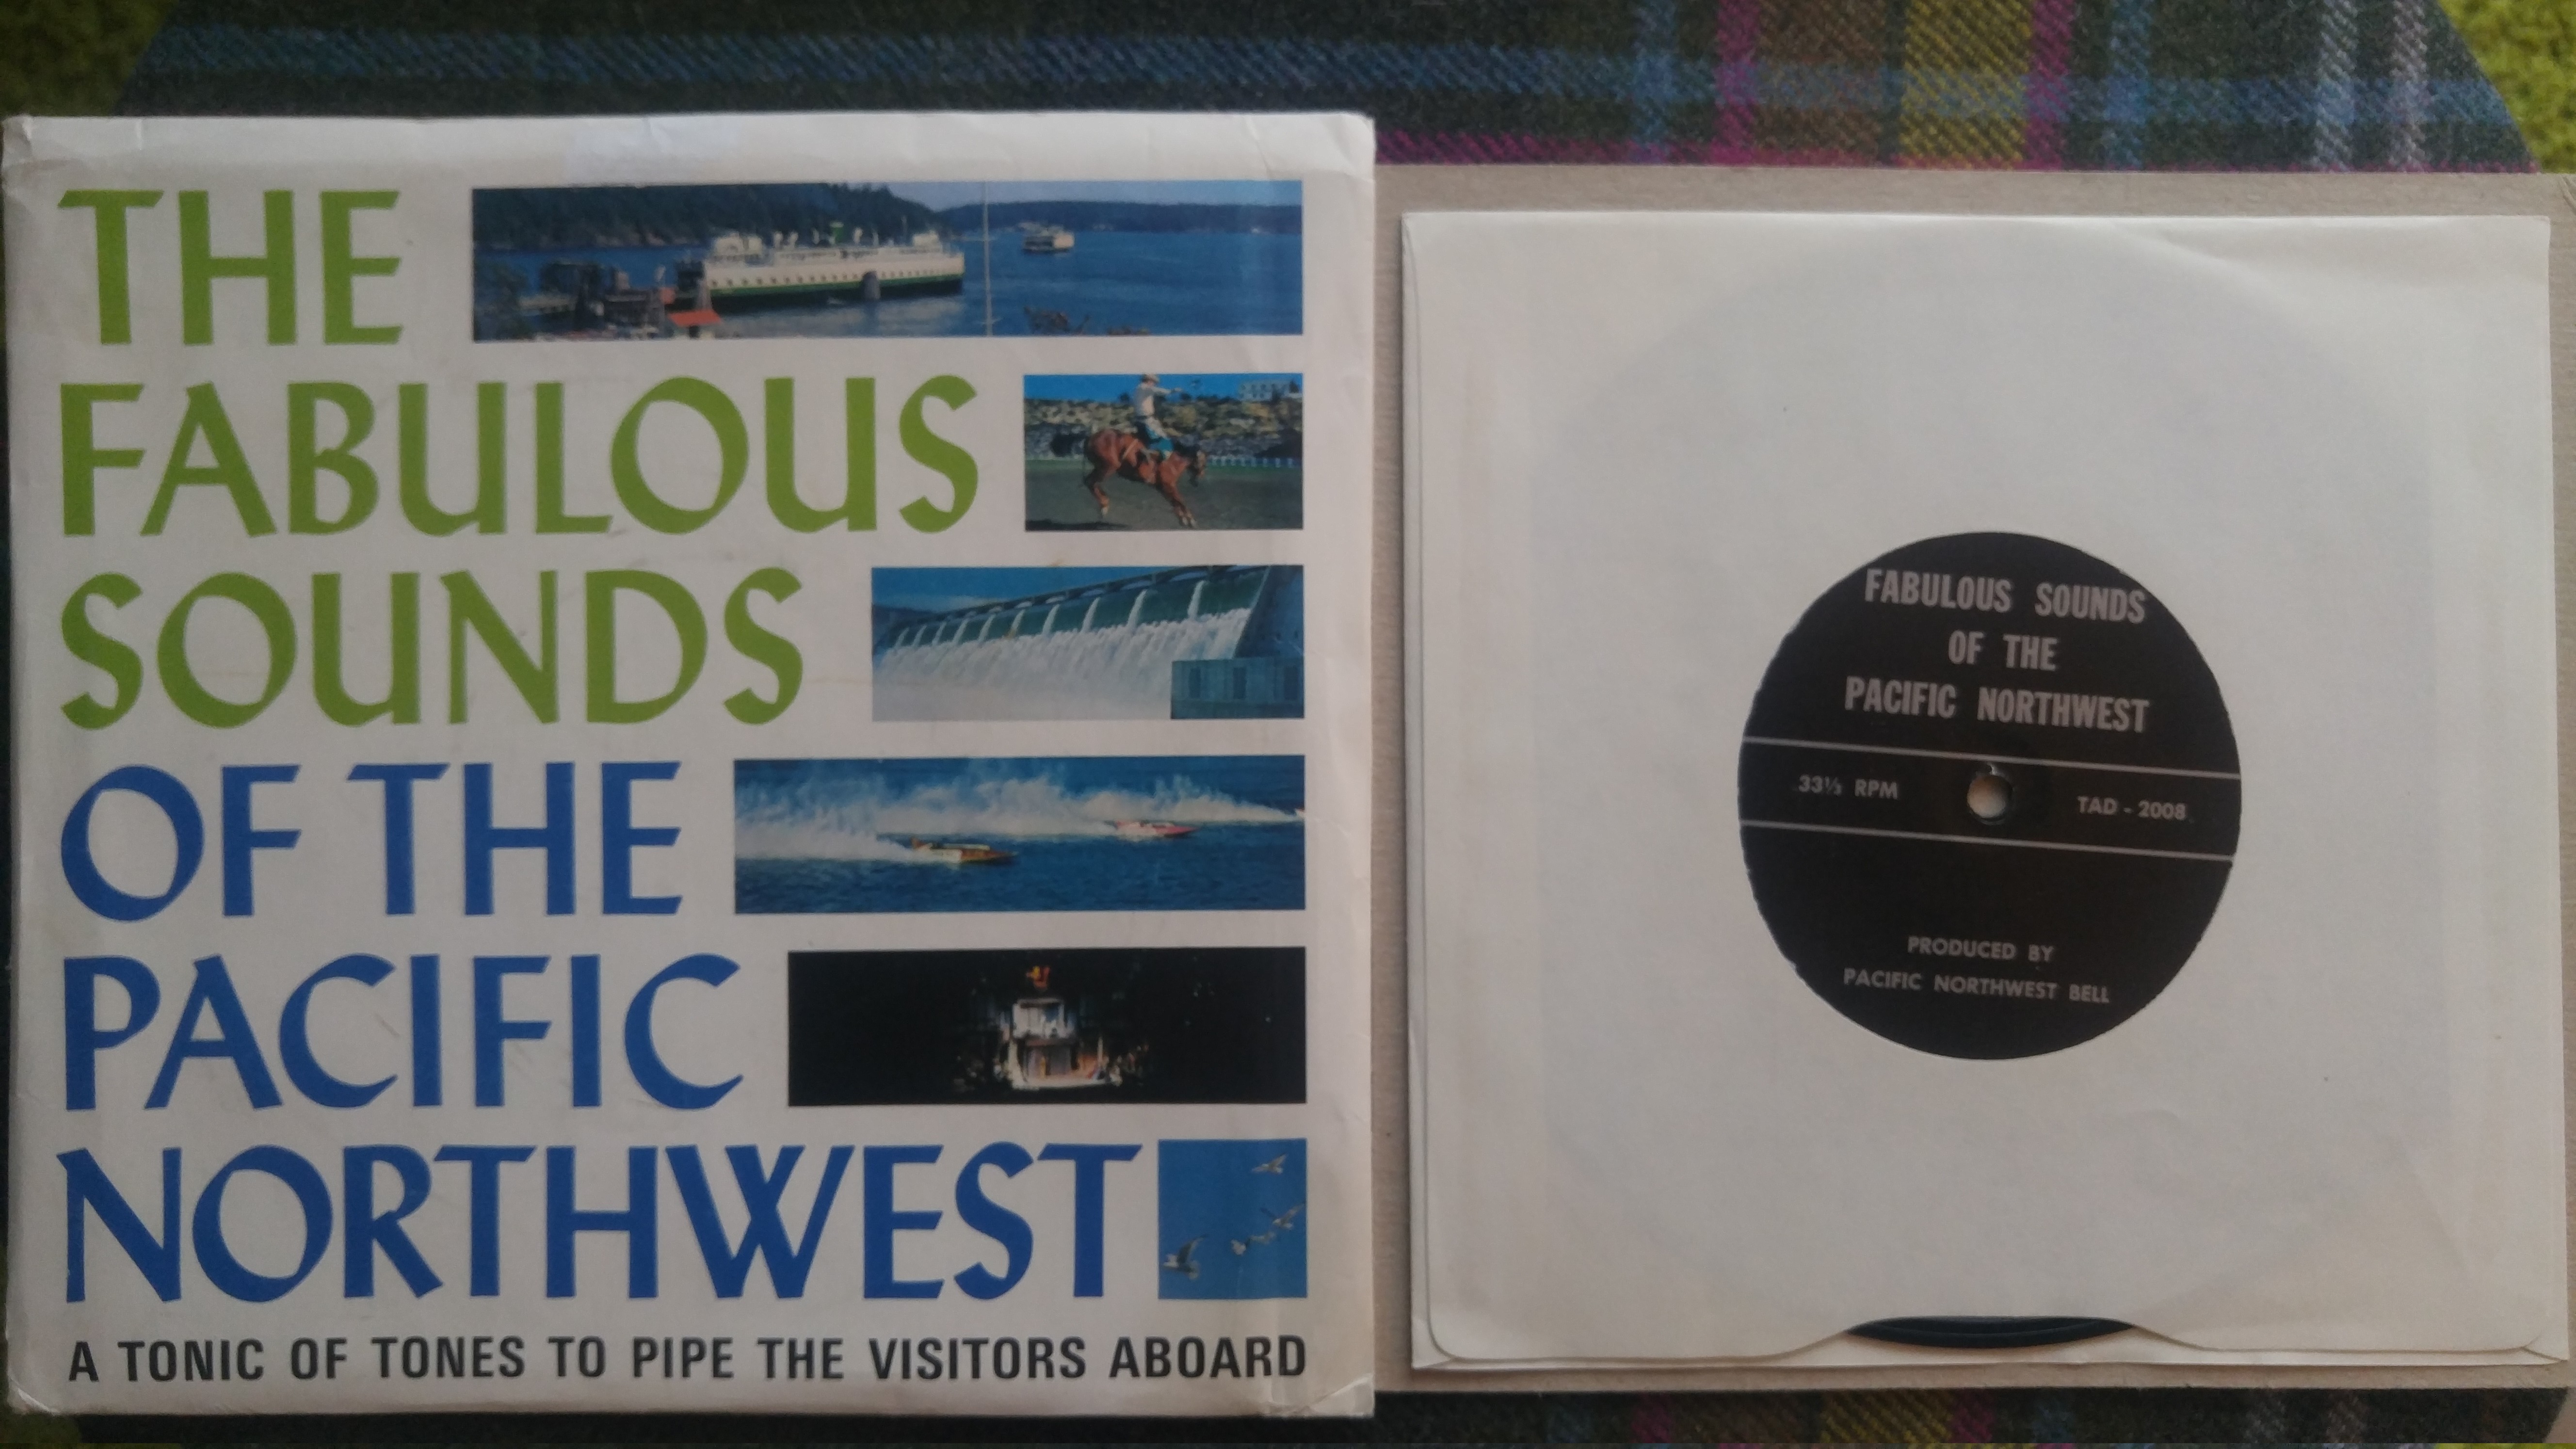 THE
FABULOUS
SOUNDS
OF THE
PACIFIC
NORTHWEST
A TONIC OF TONES TO PIPE THE VISITORS ABOARD
FABULOUS SOUNDS
OF THE
PACIFIC NORTHWEST
33⅓ RPM
TAD - 2008
PRODUCED BY
PACIFIC NORTHWEST BELL